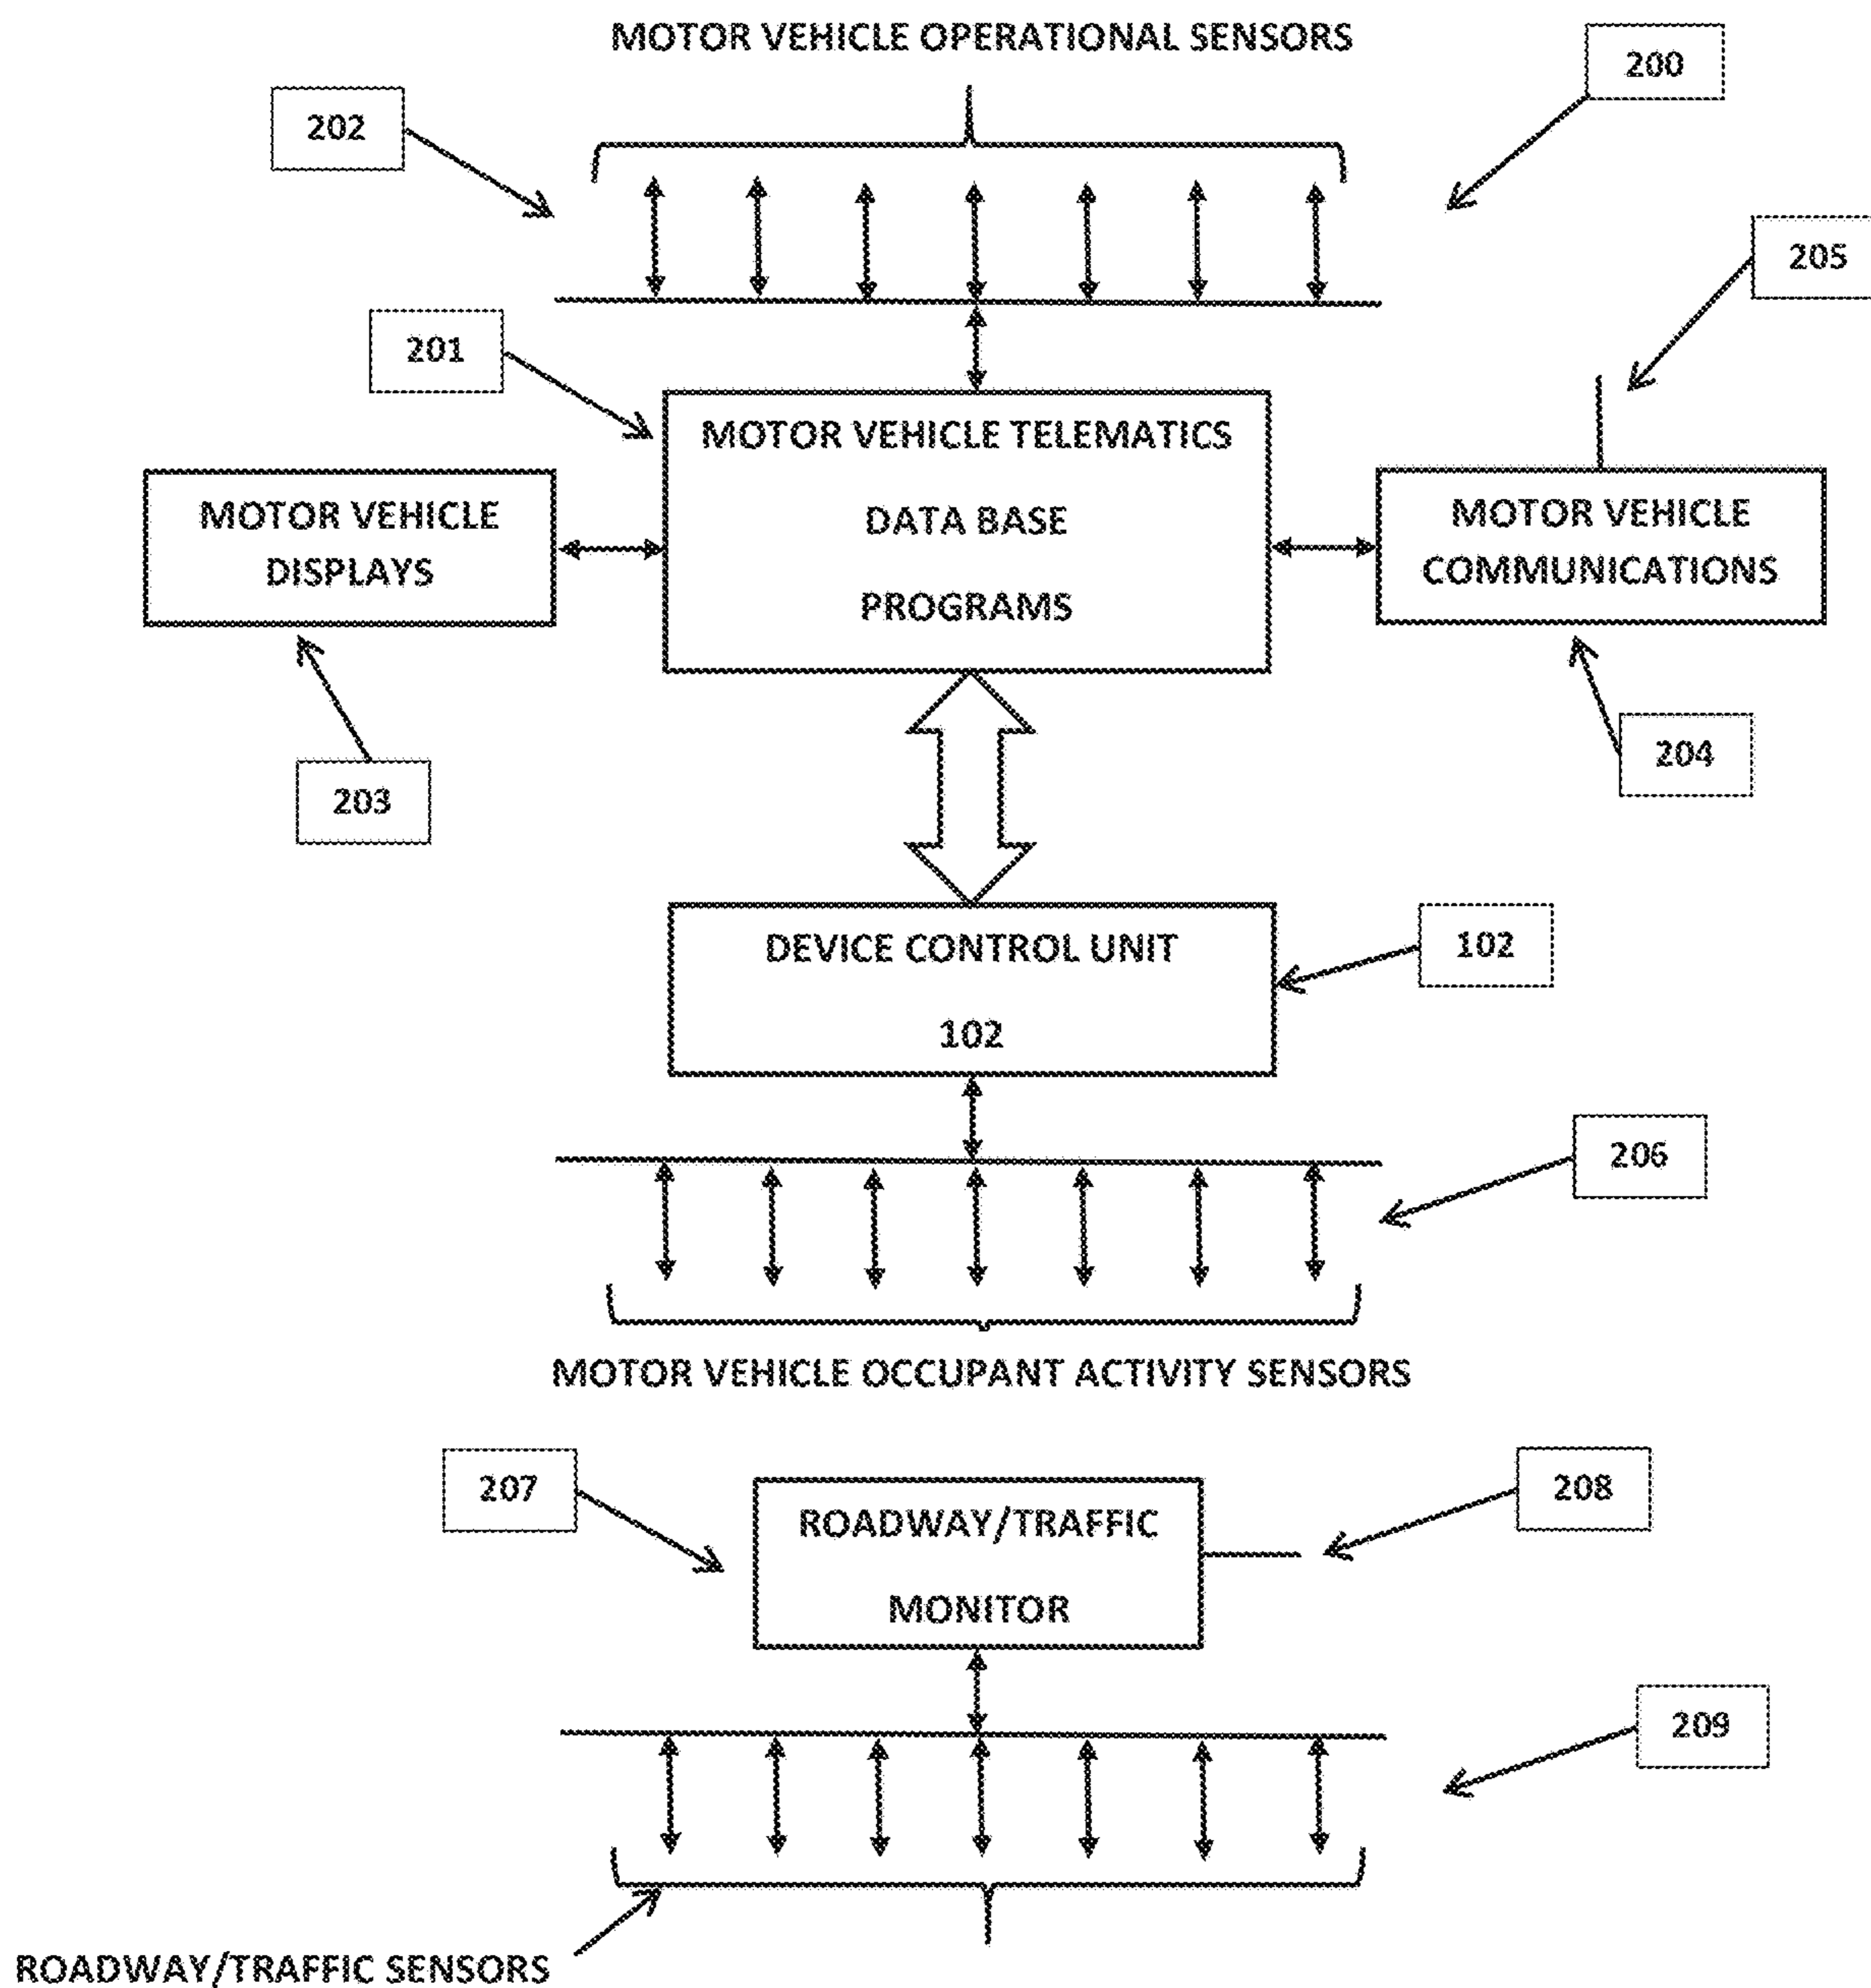 MOTOR VEHICLE OPERATIONAL SENSORS
200
202
205
201
MOTOR VEHICLE TELEMATICS
DATA BASE
PROGRAMS
MOTOR VEHICLE
DISPLAYS
MOTOR VEHICLE
COMMUNICATIONS
203
204
DEVICE CONTROL UNIT
102
102
206
MOTOR VEHICLE OCCUPANT ACTIVITY SENSORS
207
ROADWAY/TRAFFIC
MONITOR
208
209
ROADWAY/TRAFFIC SENSORS